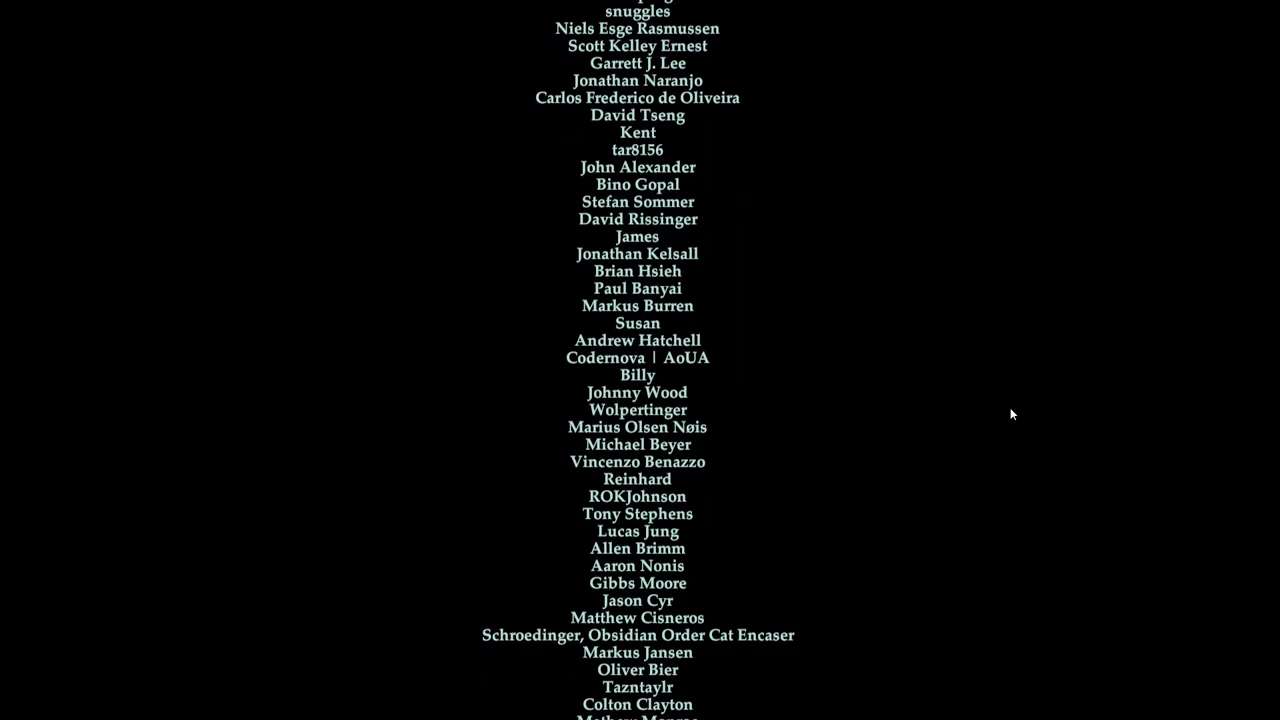 snuggles
Niels Esge Rasmussen
Scott Kelley Ernest
Garrett J. Lee
Jonathan Naranjo
Carlos Frederico de Oliveira
David Tseng
Kent
tar8156
John Alexander
Bino Gopal
Stefan Sommer
David Rissinger
James
Jonathan Kelsall
Brian Hsieh
Paul Banyai
Markus Burren
Susan
Andrew Hatchell
Codernova | AoUA
Billy
Johnny Wood
Wolpertinger
Marius Olsen Nøis
Michael Beyer
Vincenzo Benazzo
Reinhard
ROKJohnson
Tony Stephens
Lucas Jung
Allen Brimm
Aaron Nonis
Gibbs Moore
Jason Cyr
Matthew Cisneros
Schroedinger, Obsidian Order Cat Encaser
Markus Jansen
Oliver Bier
Tazntaylr
Colton Clayton